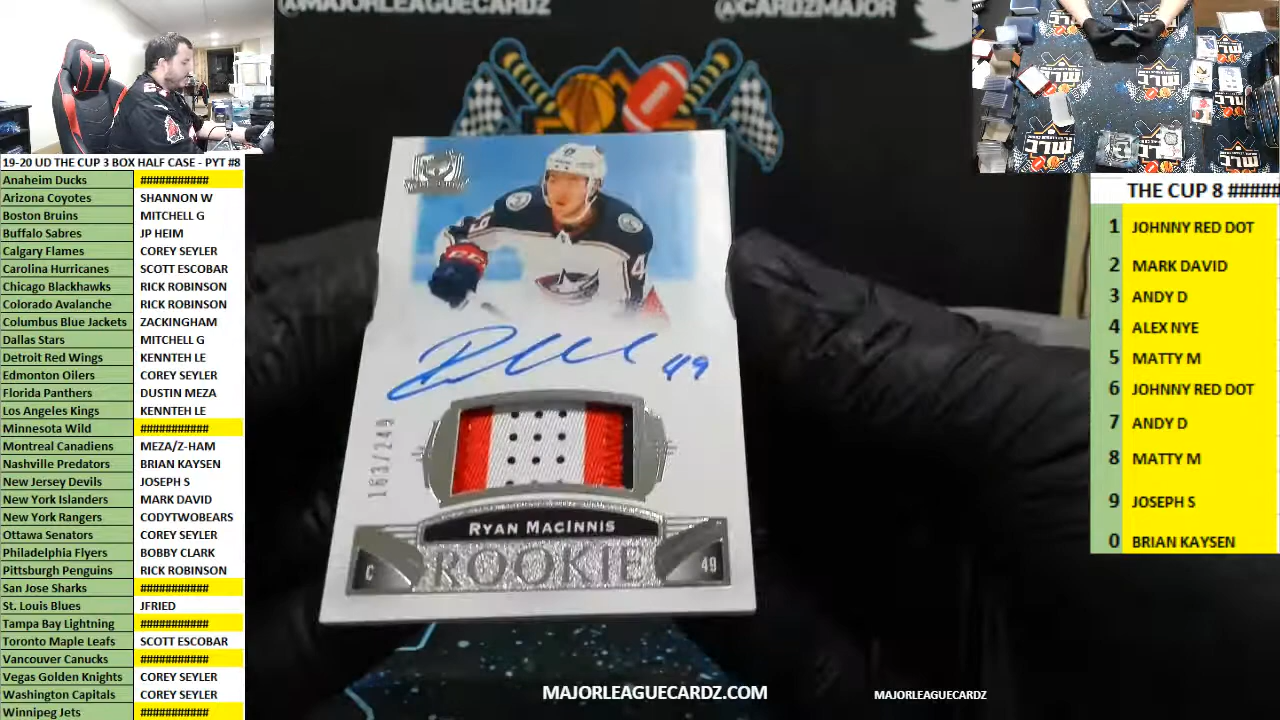 @MAJORLEAGUECARDZ
@CARDZMAJOR
19-20 UD THE CUP 3 BOX HALF CASE - PYT #8
Anaheim Ducks ###########
Arizona Coyotes SHANNON W
Boston Bruins MITCHELL G
Buffalo Sabres JP HEIM
Calgary Flames COREY SEYLER
Carolina Hurricanes SCOTT ESCOBAR
Chicago Blackhawks RICK ROBINSON
Colorado Avalanche RICK ROBINSON
Columbus Blue Jackets ZACKINGHAM
Dallas Stars MITCHELL G
Detroit Red Wings KENNTEH LE
Edmonton Oilers COREY SEYLER
Florida Panthers DUSTIN MEZA
Los Angeles Kings KENNTEH LE
Minnesota Wild ###########
Montreal Canadiens MEZA/Z-HAM
Nashville Predators BRIAN KAYSEN
New Jersey Devils JOSEPH S
New York Islanders MARK DAVID
New York Rangers CODYTWOBEARS
Ottawa Senators COREY SEYLER
Philadelphia Flyers BOBBY CLARK
Pittsburgh Penguins RICK ROBINSON
San Jose Sharks ###########
St. Louis Blues JFRIED
Tampa Bay Lightning ###########
Toronto Maple Leafs SCOTT ESCOBAR
Vancouver Canucks ###########
Vegas Golden Knights COREY SEYLER
Washington Capitals COREY SEYLER
Winnipeg Jets ###########
49
163/249
RYAN MACINNIS
ROOKIE
C
49
MAJORLEAGUECARDZ.COM
MAJORLEAGUECARDZ
THE CUP 8 #####
1 JOHNNY RED DOT
2 MARK DAVID
3 ANDY D
4 ALEX NYE
5 MATTY M
6 JOHNNY RED DOT
7 ANDY D
8 MATTY M
9 JOSEPH S
0 BRIAN KAYSEN